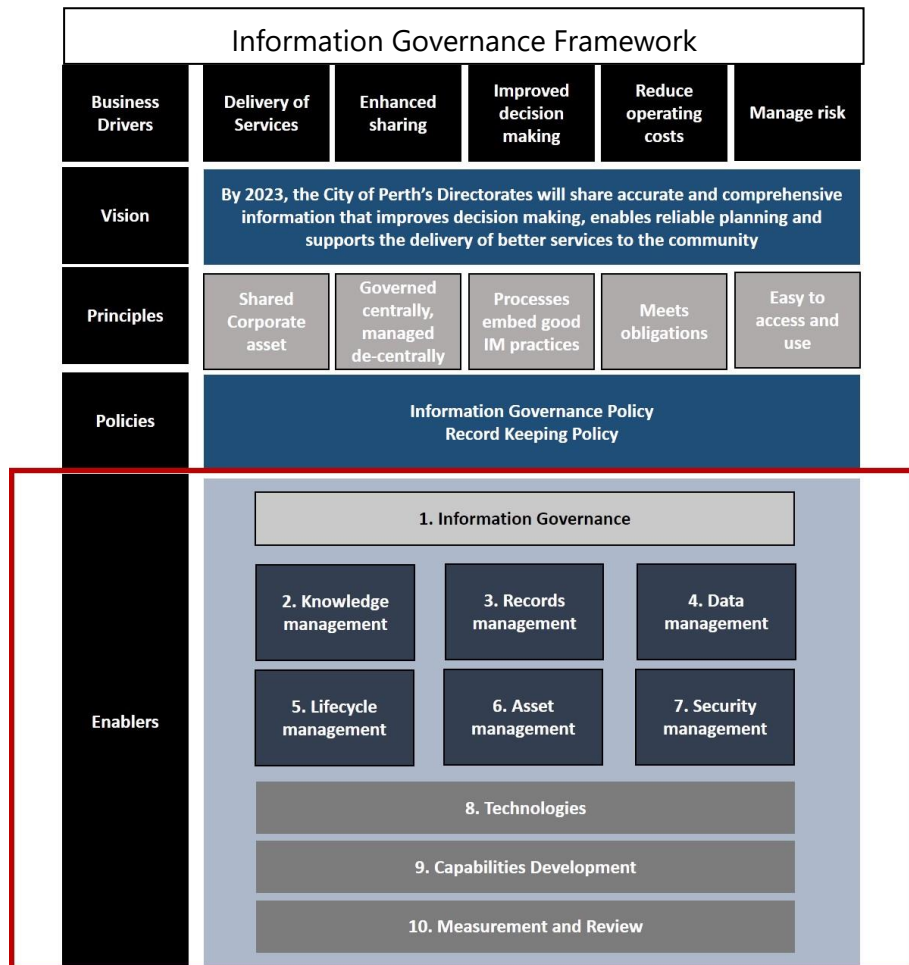 Information Governance Framework
Business
Drivers
Delivery of
Services
Enhanced
sharing
Improved
decision
making
Reduce
operating
costs
Manage risk
Vision
By 2023, the City of Perth's Directorates will share accurate and comprehensive
information that improves decision making, enables reliable planning and
supports the delivery of better services to the community
Principles
Shared
Corporate
asset
Governed
centrally,
managed
de-centrally
Processes
embed good
IM practices
Meets
obligations
Easy to
access and
use
Policies
Information Governance Policy
Record Keeping Policy
Enablers
1. Information Governance
2. Knowledge
management
3. Records
management
4. Data
management
5. Lifecycle
management
6. Asset
management
7. Security
management
8. Technologies
9. Capabilities Development
10. Measurement and Review